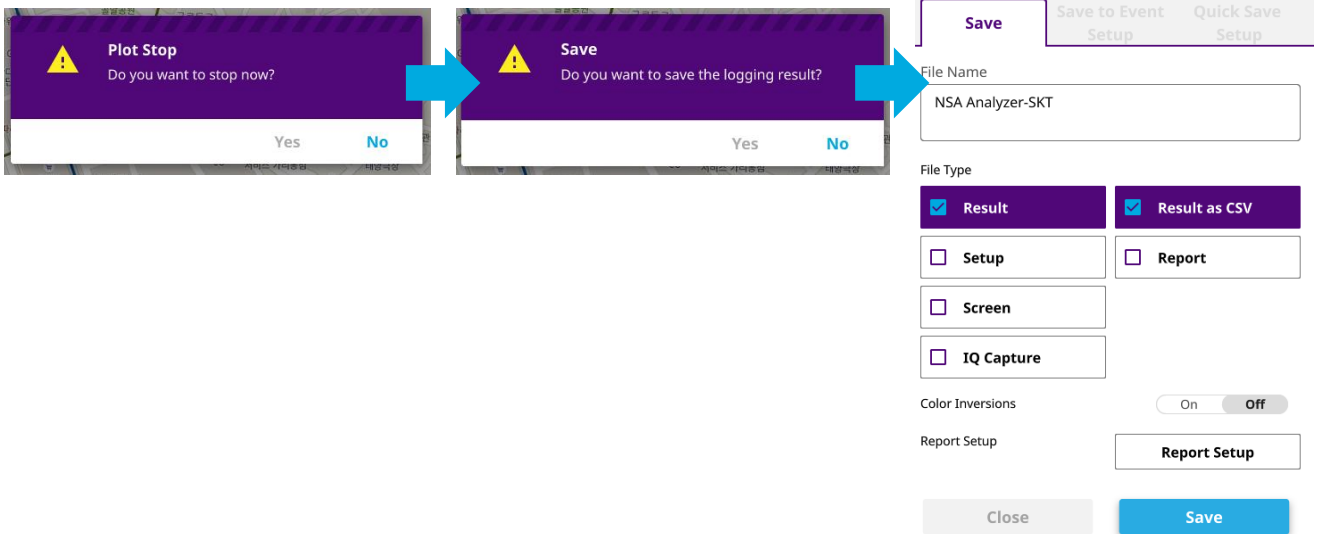 Plot Stop
Do you want to stop now?
Yes
No
Save
Do you want to save the logging result?
Yes
No
Save
Save to Event
Setup
Quick Save
Setup
File Name
NSA Analyzer-SKT
File Type
Result
Result as CSV
Setup
Report
Screen
IQ Capture
Color Inversions
On
Off
Report Setup
Report Setup
Close
Save